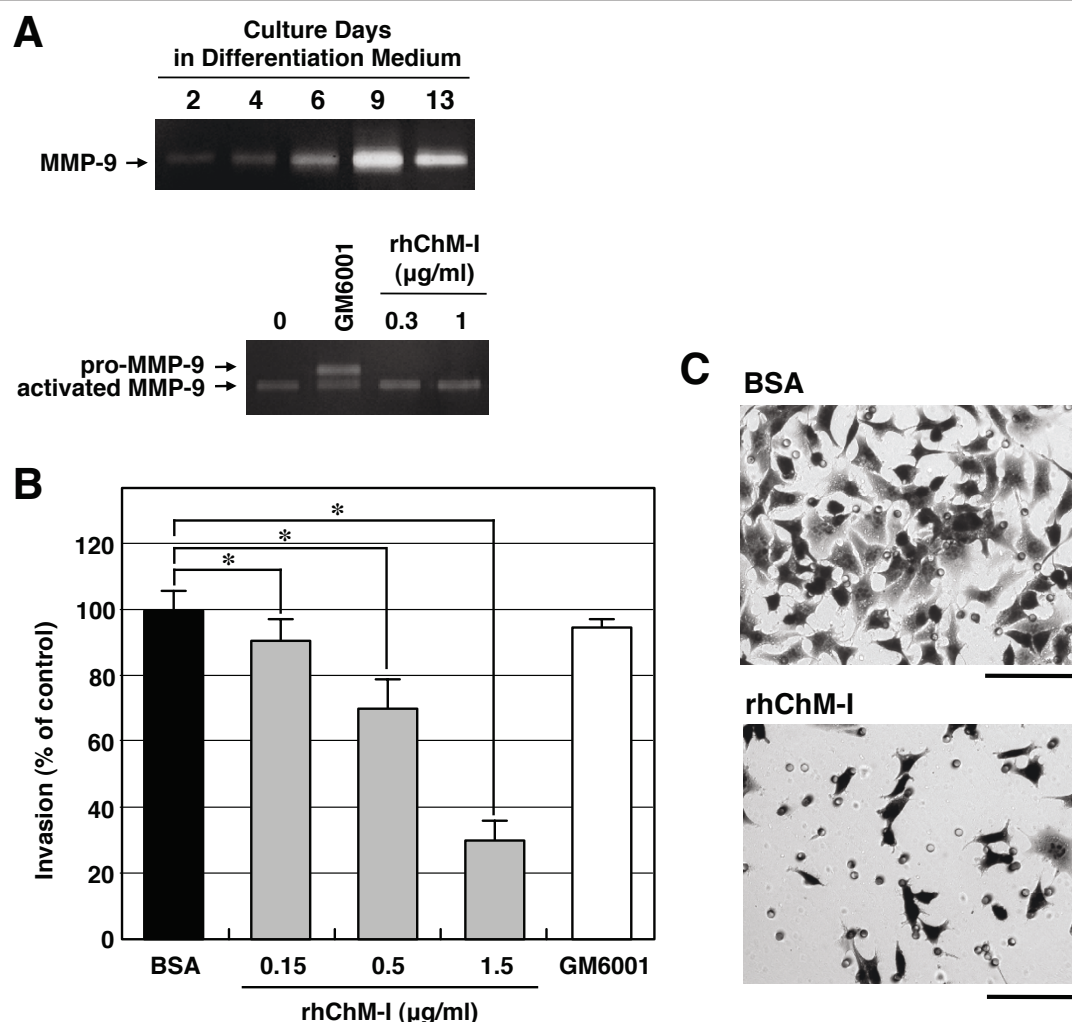 A
Culture Days
in Differentiation Medium
2 4 6 9 13
MMP-9 →
rhChM-I
(µg/ml)
0 GM6001 0.3 1
pro-MMP-9 →
activated MMP-9 →
B
* * *
Invasion (% of control)
120
100
80
60
40
20
0
BSA 0.15 0.5 1.5 GM6001
rhChM-I (µg/ml)
C
BSA
rhChM-I